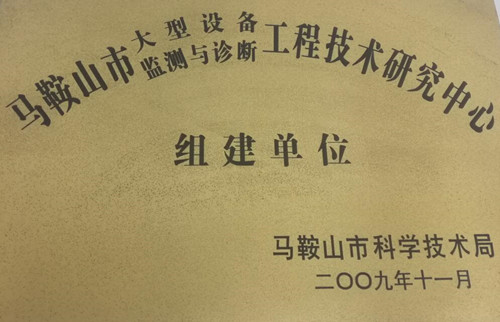 马鞍山市大型设备监测与诊断工程技术研究中心
组建单位
马鞍山市科学技术局
二〇〇九年十一月